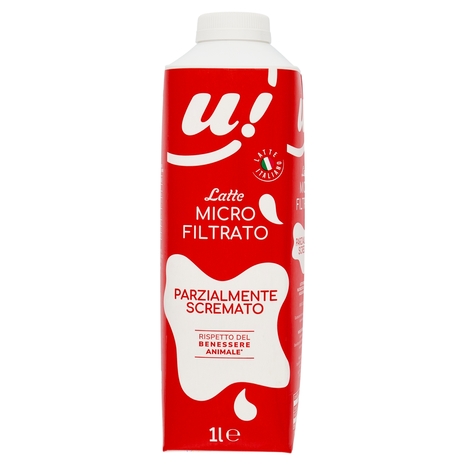 u!
LATTE ITALIANO
Latte
MICRO
FILTRATO
PARZIALMENTE
SCREMATO
RISPETTO DEL
BENESSERE
ANIMALE*
1l e